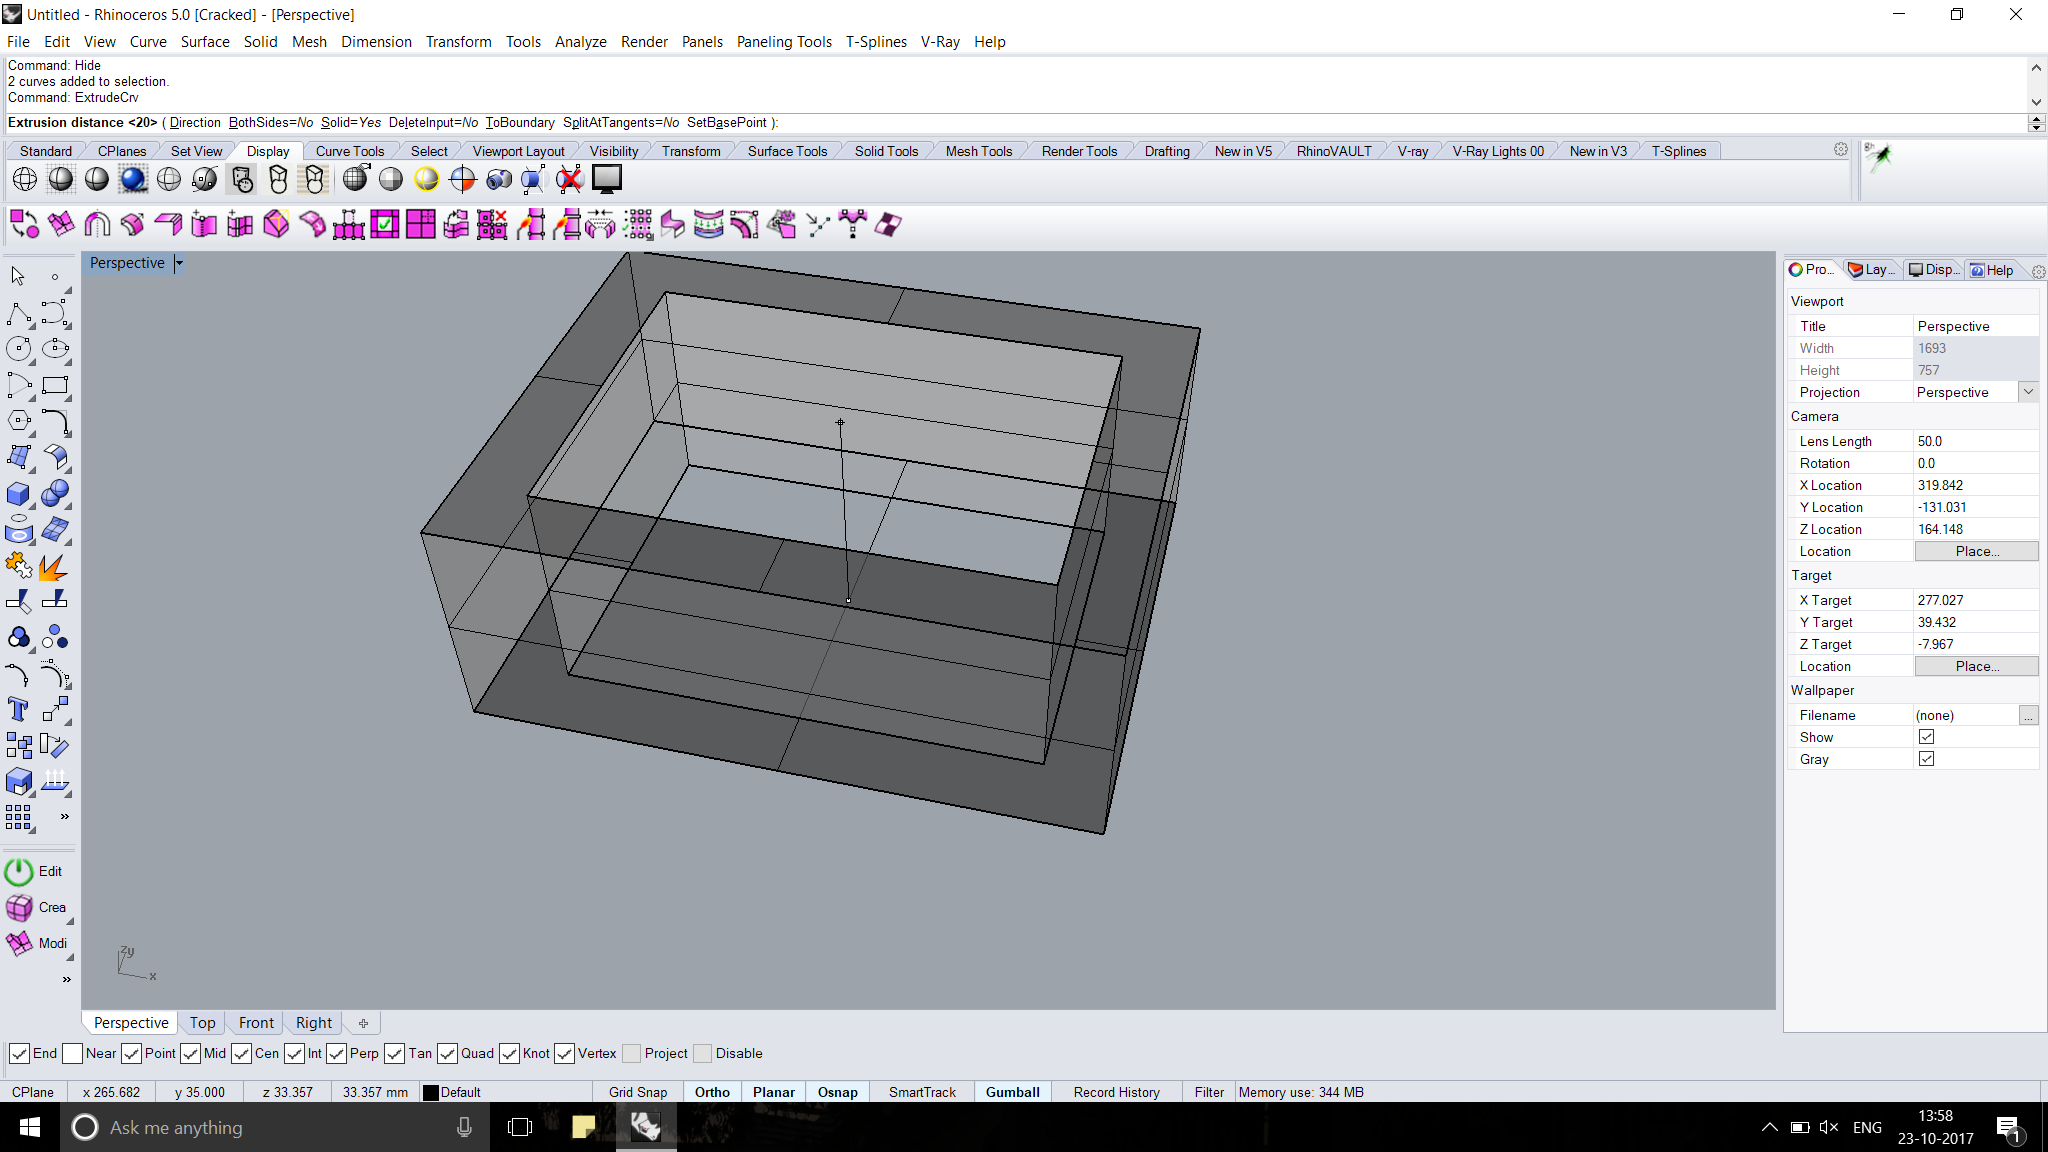 Untitled - Rhinoceros 5.0 [Cracked] - [Perspective]
File Edit View Curve Surface Solid Mesh Dimension Transform Tools Analyze Render Panels Paneling Tools T-Splines V-Ray Help
Command: Hide
2 curves added to selection.
Command: ExtrudeCrv
Extrusion distance <20> ( Direction BothSides=No Solid=Yes DeleteInput=No ToBoundary SplitAtTangents=No SetBasePoint ):
Standard CPlanes Set View Display Curve Tools Select Viewport Layout Visibility Transform Surface Tools Solid Tools Mesh Tools Render Tools Drafting New in V5 RhinoVAULT V-ray V-Ray Lights 00 New in V3 T-Splines
Perspective
Pro... Lay... Disp... Help
Viewport
Title Perspective
Width 1693
Height 757
Projection Perspective
Camera
Lens Length 50.0
Rotation 0.0
X Location 319.842
Y Location -131.031
Z Location 164.148
Location Place...
Target
X Target 277.027
Y Target 39.432
Z Target -7.967
Location Place...
Wallpaper
Filename (none) ...
Show
Gray
Edit
Crea
Modi
z y
x
Perspective Top Front Right
End Near Point Mid Cen Int Perp Tan Quad Knot Vertex Project Disable
CPlane x 265.682 y 35.000 z 33.357 33.357 mm Default Grid Snap Ortho Planar Osnap SmartTrack Gumball Record History Filter Memory use: 344 MB
Ask me anything
ENG
13:58
23-10-2017
1